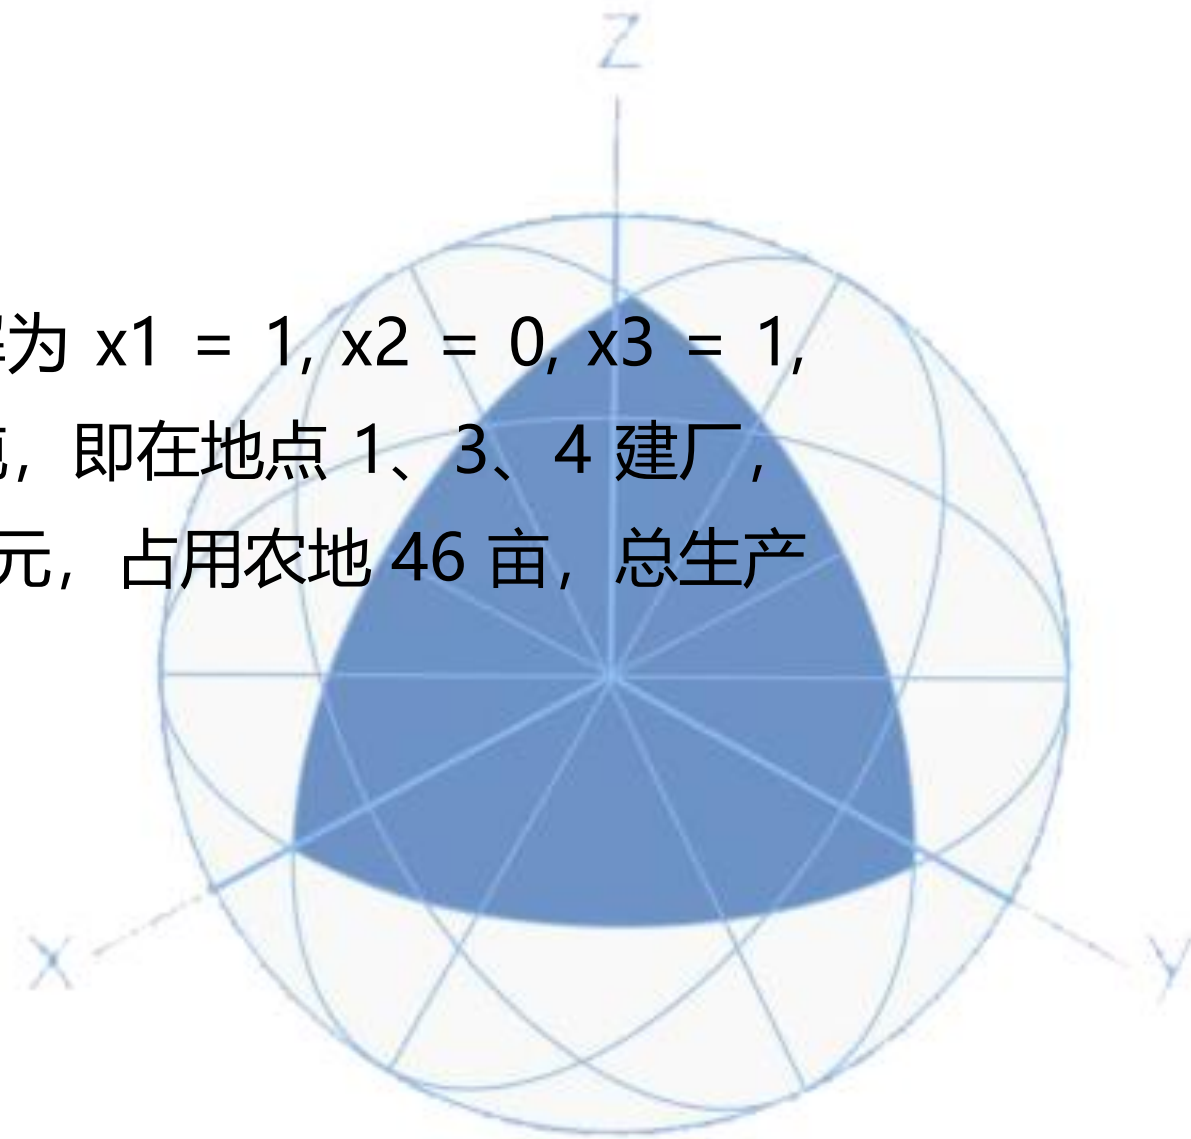 Z
为 x1 = 1, x2 = 0, x3 = 1,
，即在地点 1、3、4 建厂，
元，占用农地 46 亩，总生产
X
y